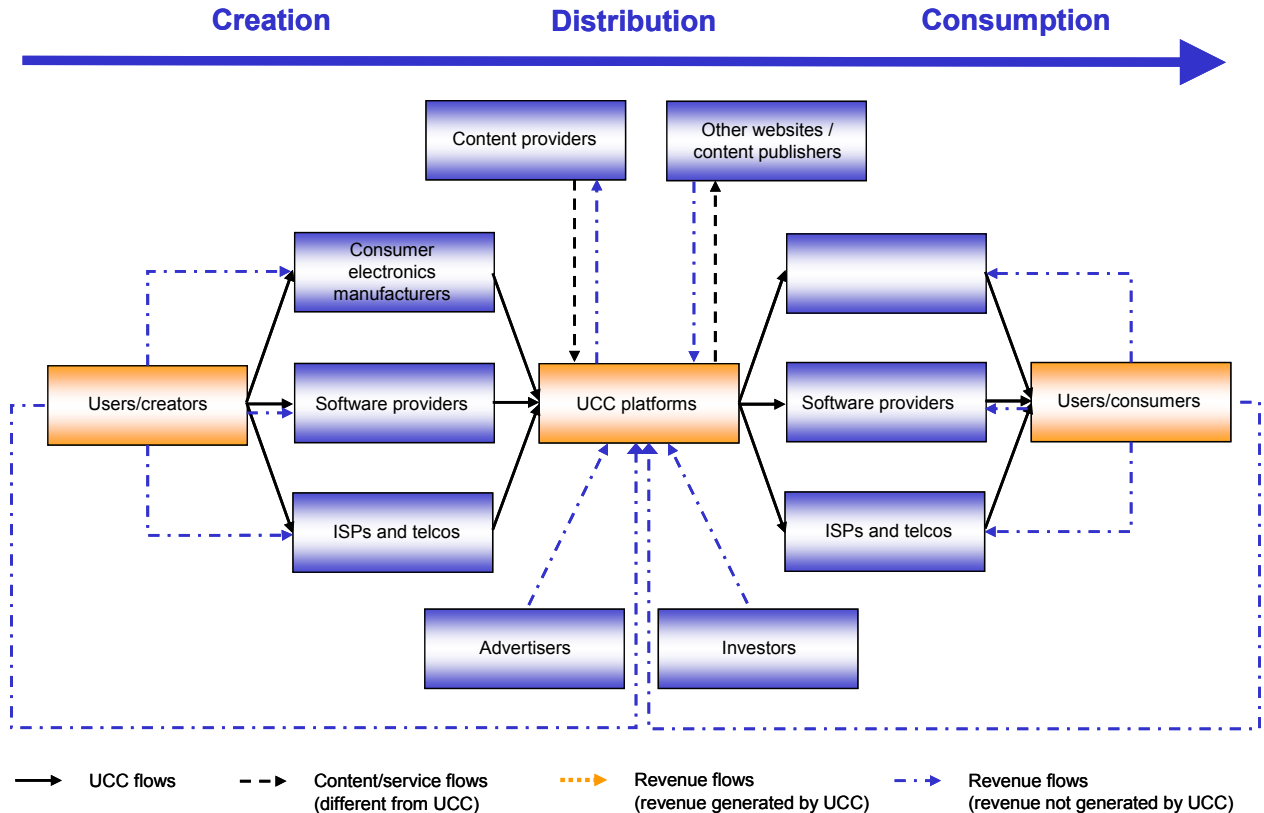 Creation
Distribution
Consumption
Content providers
Other websites /
content publishers
Consumer
electronics
manufacturers
Users/creators
Software providers
UCC platforms
Software providers
Users/consumers
ISPs and telcos
ISPs and telcos
Advertisers
Investors
UCC flows
Content/service flows
(different from UCC)
Revenue flows
(revenue generated by UCC)
Revenue flows
(revenue not generated by UCC)